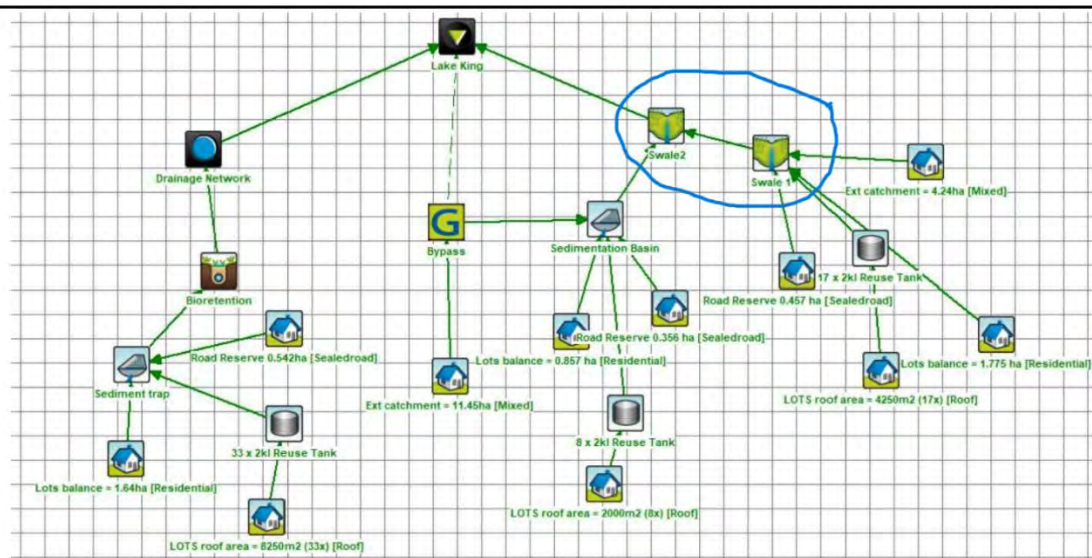 Lake King
Drainage Network
Swale2
Swale 1
Ext catchment = 4.24ha [Mixed]
G
Bypass
Sedimentation Basin
17 x 2kl Reuse Tank
Bioretention
Road Reserve 0.457 ha [Sealedroad]
Road Reserve 0.542ha [Sealedroad]
Road Reserve 0.356 ha [Sealedroad]
Lots balance = 0.857 ha [Residential]
Lots balance = 1.775 ha [Residential]
Sediment trap
Ext catchment = 11.45ha [Mixed]
LOTS roof area = 4250m2 (17x) [Roof]
33 x 2kl Reuse Tank
8 x 2kl Reuse Tank
Lots balance = 1.64ha [Residential]
LOTS roof area = 2000m2 (8x) [Roof]
LOTS roof area = 8250m2 (33x) [Roof]